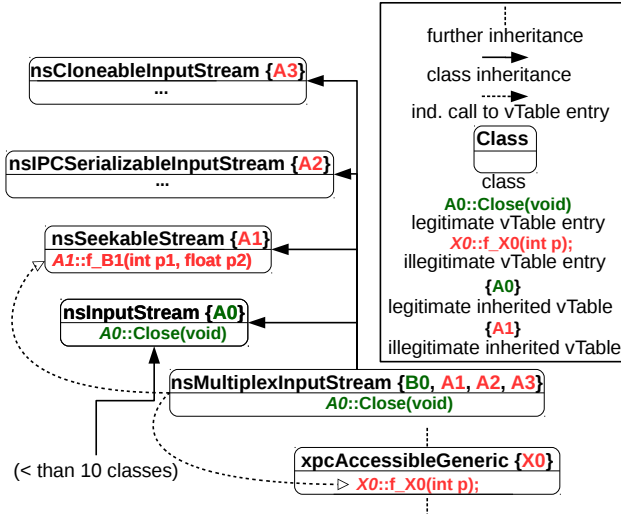 nsCloneableInputStream {A3}
...
nsIPCSerializableInputStream {A2}
...
nsSeekableStream {A1}
A1::f_B1(int p1, float p2)
nsInputStream {A0}
A0::Close(void)
nsMultiplexInputStream {B0, A1, A2, A3}
A0::Close(void)
(< than 10 classes)
xpcAccessibleGeneric {X0}
X0::f_X0(int p);
further inheritance
class inheritance
ind. call to vTable entry
Class
class
A0::Close(void)
legitimate vTable entry
X0::f_X0(int p);
illegitimate vTable entry
{A0}
legitimate inherited vTable
{A1}
illegitimate inherited vTable